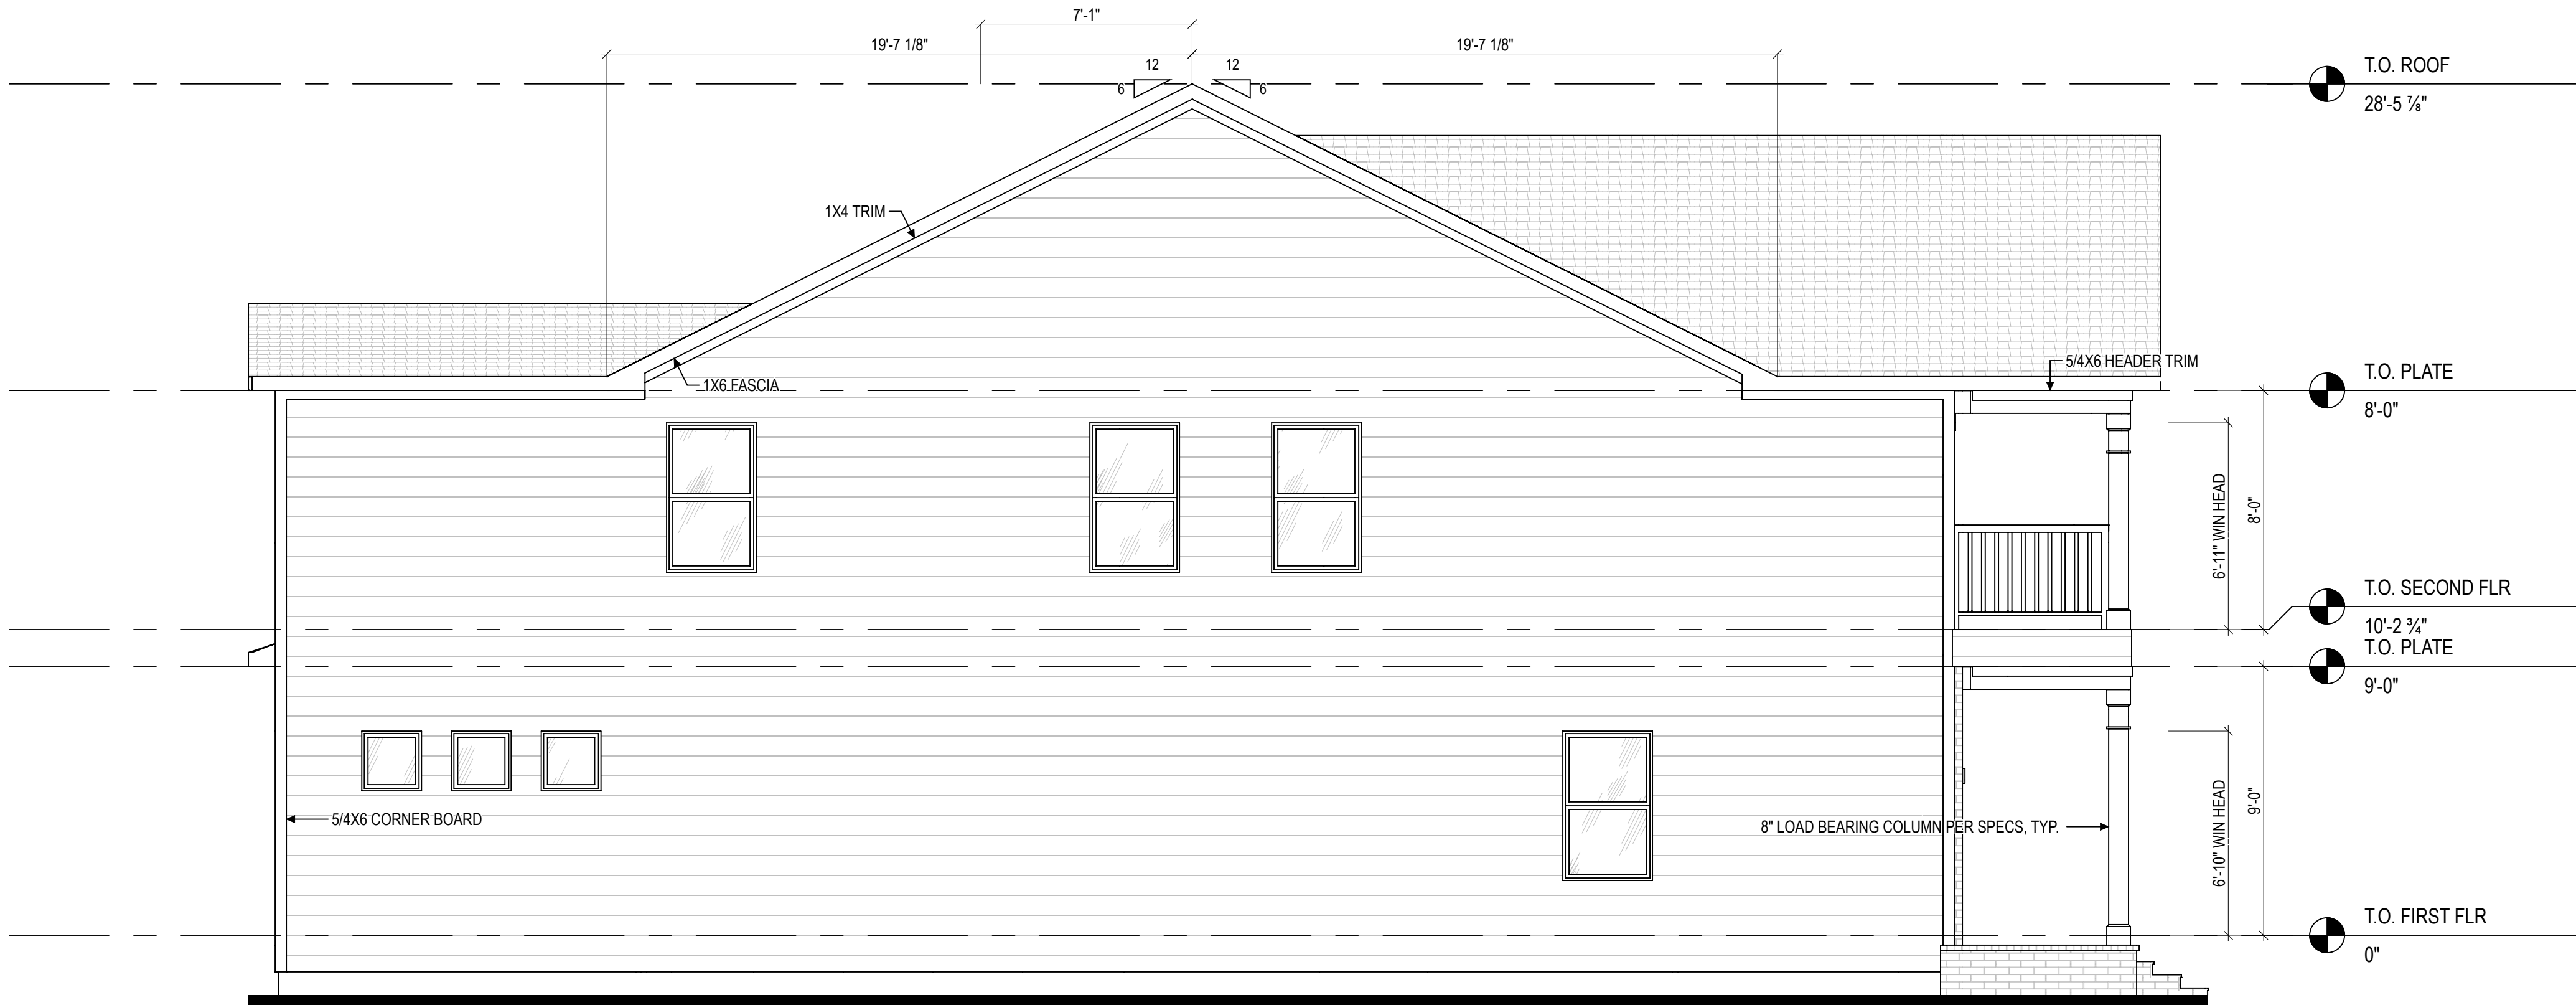 7'-1"
19'-7 1/8"
19'-7 1/8"
12
12
6
6
T.O. ROOF
28'-5 ⅞"
1X4 TRIM
1X6 FASCIA
5/4X6 HEADER TRIM
T.O. PLATE
8'-0"
6'-11" WIN HEAD
8'-0"
T.O. SECOND FLR
10'-2 ¾"
T.O. PLATE
9'-0"
5/4X6 CORNER BOARD
8" LOAD BEARING COLUMN PER SPECS, TYP.
6'-10" WIN HEAD
9'-0"
T.O. FIRST FLR
0"